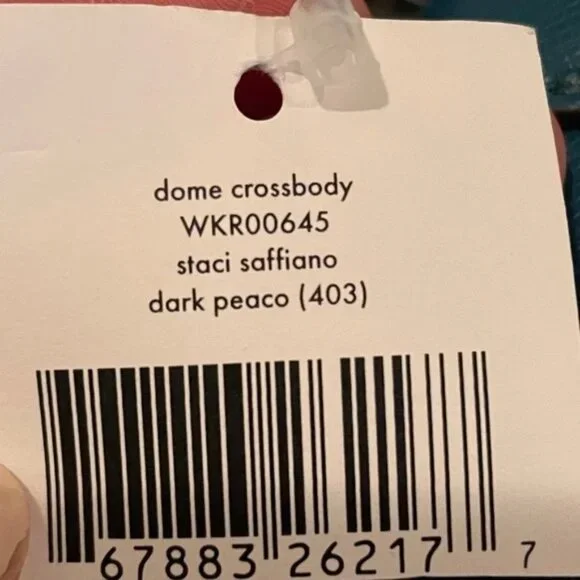 dome crossbody
WKR00645
staci saffiano
dark peaco (403)
67883 26217 7